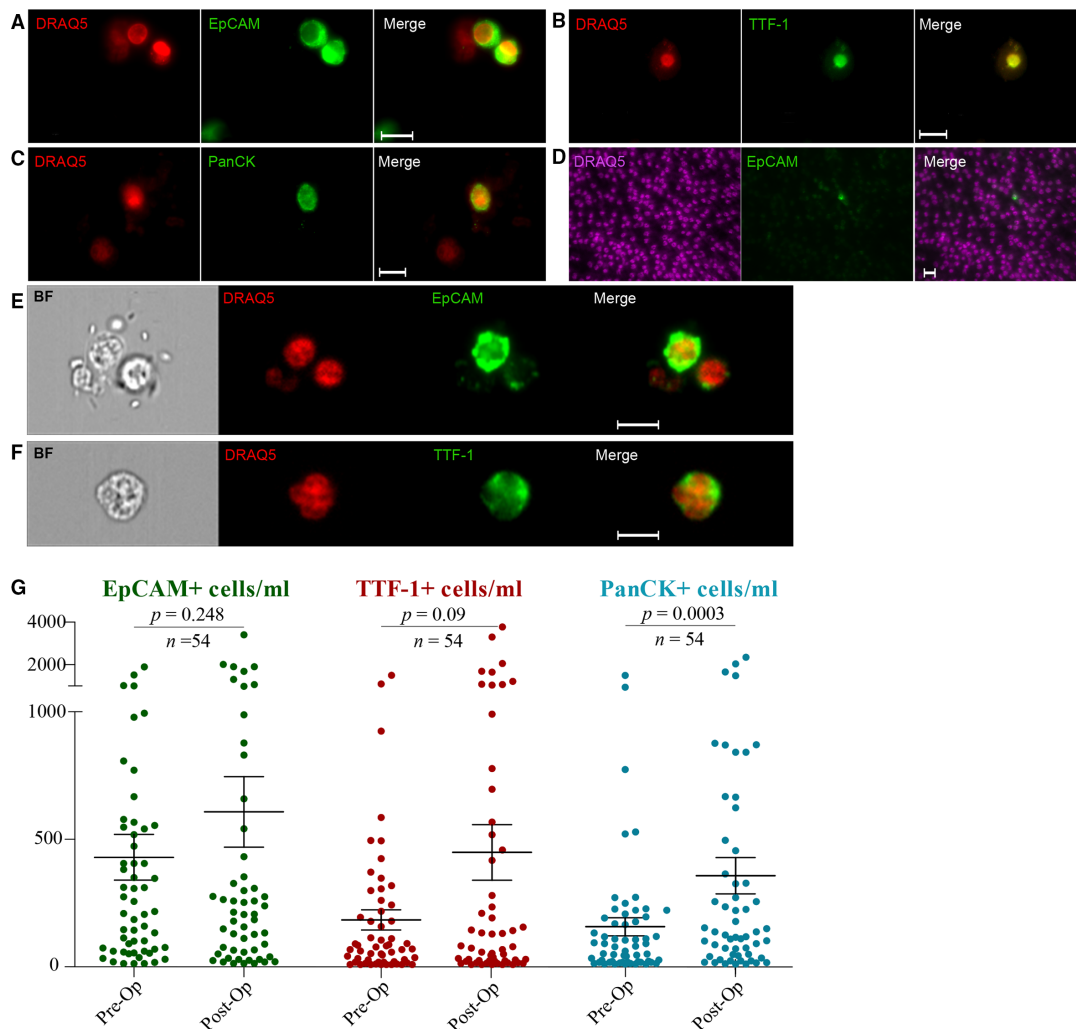 A DRAQ5 EpCAM Merge
B DRAQ5 TTF-1 Merge
C DRAQ5 PanCK Merge
D DRAQ5 EpCAM Merge
E BF DRAQ5 EpCAM Merge
F BF DRAQ5 TTF-1 Merge
G EpCAM+ cells/ml TTF-1+ cells/ml PanCK+ cells/ml
p = 0.248 p = 0.09 p = 0.0003
n =54 n = 54 n = 54
4000
2000
1000
500
0
Pre-Op Post-Op Pre-Op Post-Op Pre-Op Post-Op